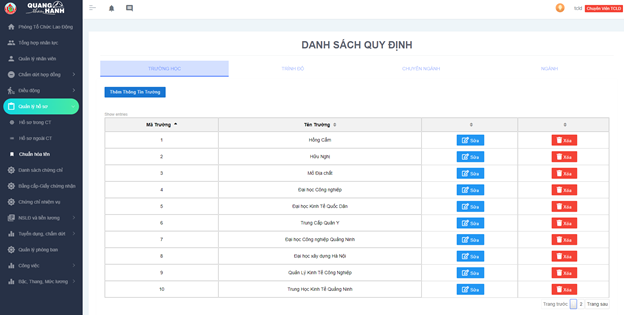 QUANG HANH
Phòng Tổ Chức Lao Động
Tổng hợp nhân lực
Quản lý nhân viên
Chấm dứt hợp đồng
Điều động
Quản lý hồ sơ
Hồ sơ trong CT
Hồ sơ ngoài CT
Chuẩn hóa tên
Danh sách chứng chỉ
Bằng cấp-Giấy chứng nhận
Chứng chỉ nhiệm vụ
NSLD và tiền lương
Tuyển dụng, chấm dứt
Quản lý phòng ban
Công việc
Bậc, Thang, Mức lương
Chuyên Viên TCLD
DANH SÁCH QUY ĐỊNH
TRƯỜNG HỌC
TRÌNH ĐỘ
CHUYÊN NGÀNH
NGÀNH
Thêm Thông Tin Trường
Show entries
Mã Trường Tên Trường
1 Hồng Cẩm Sửa Xóa
2 Hữu Nghị Sửa Xóa
3 Mỏ Địa chất Sửa Xóa
4 Đại học Công nghiệp Sửa Xóa
5 Đại học Kinh Tế Quốc Dân Sửa Xóa
6 Trung Cấp Quân Y Sửa Xóa
7 Đại học Công nghiệp Quảng Ninh Sửa Xóa
8 Đại học xây dựng Hà Nội Sửa Xóa
9 Quản Lý Kinh Tế Công Nghiệp Sửa Xóa
10 Trung Học Kinh Tế Quảng Ninh Sửa Xóa
Trang trước 2 Trang sau